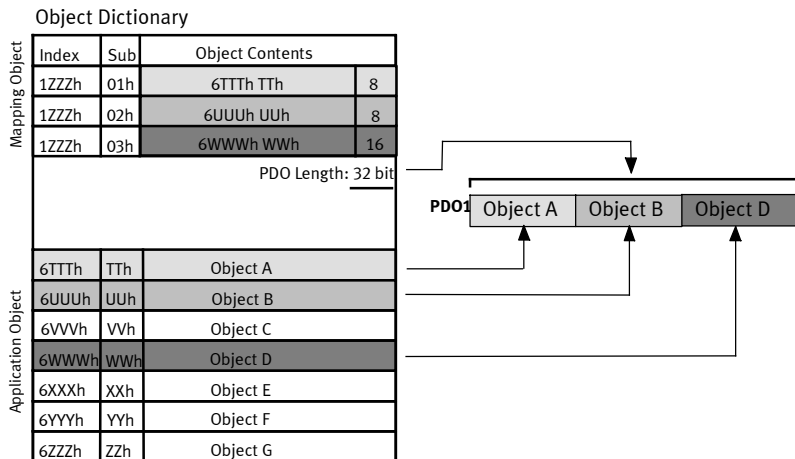 Object Dictionary
Mapping Object
Index Sub Object Contents
1ZZZh 01h 6TTTh TTh 8
1ZZZh 02h 6UUUh UUh 8
1ZZZh 03h 6WWWh WWh 16
PDO Length: 32 bit
PDO1 Object A Object B Object D
Application Object
6TTTh TTh Object A
6UUUh UUh Object B
6VVVh VVh Object C
6WWWh WWh Object D
6XXXh XXh Object E
6YYYh YYh Object F
6ZZZh ZZh Object G